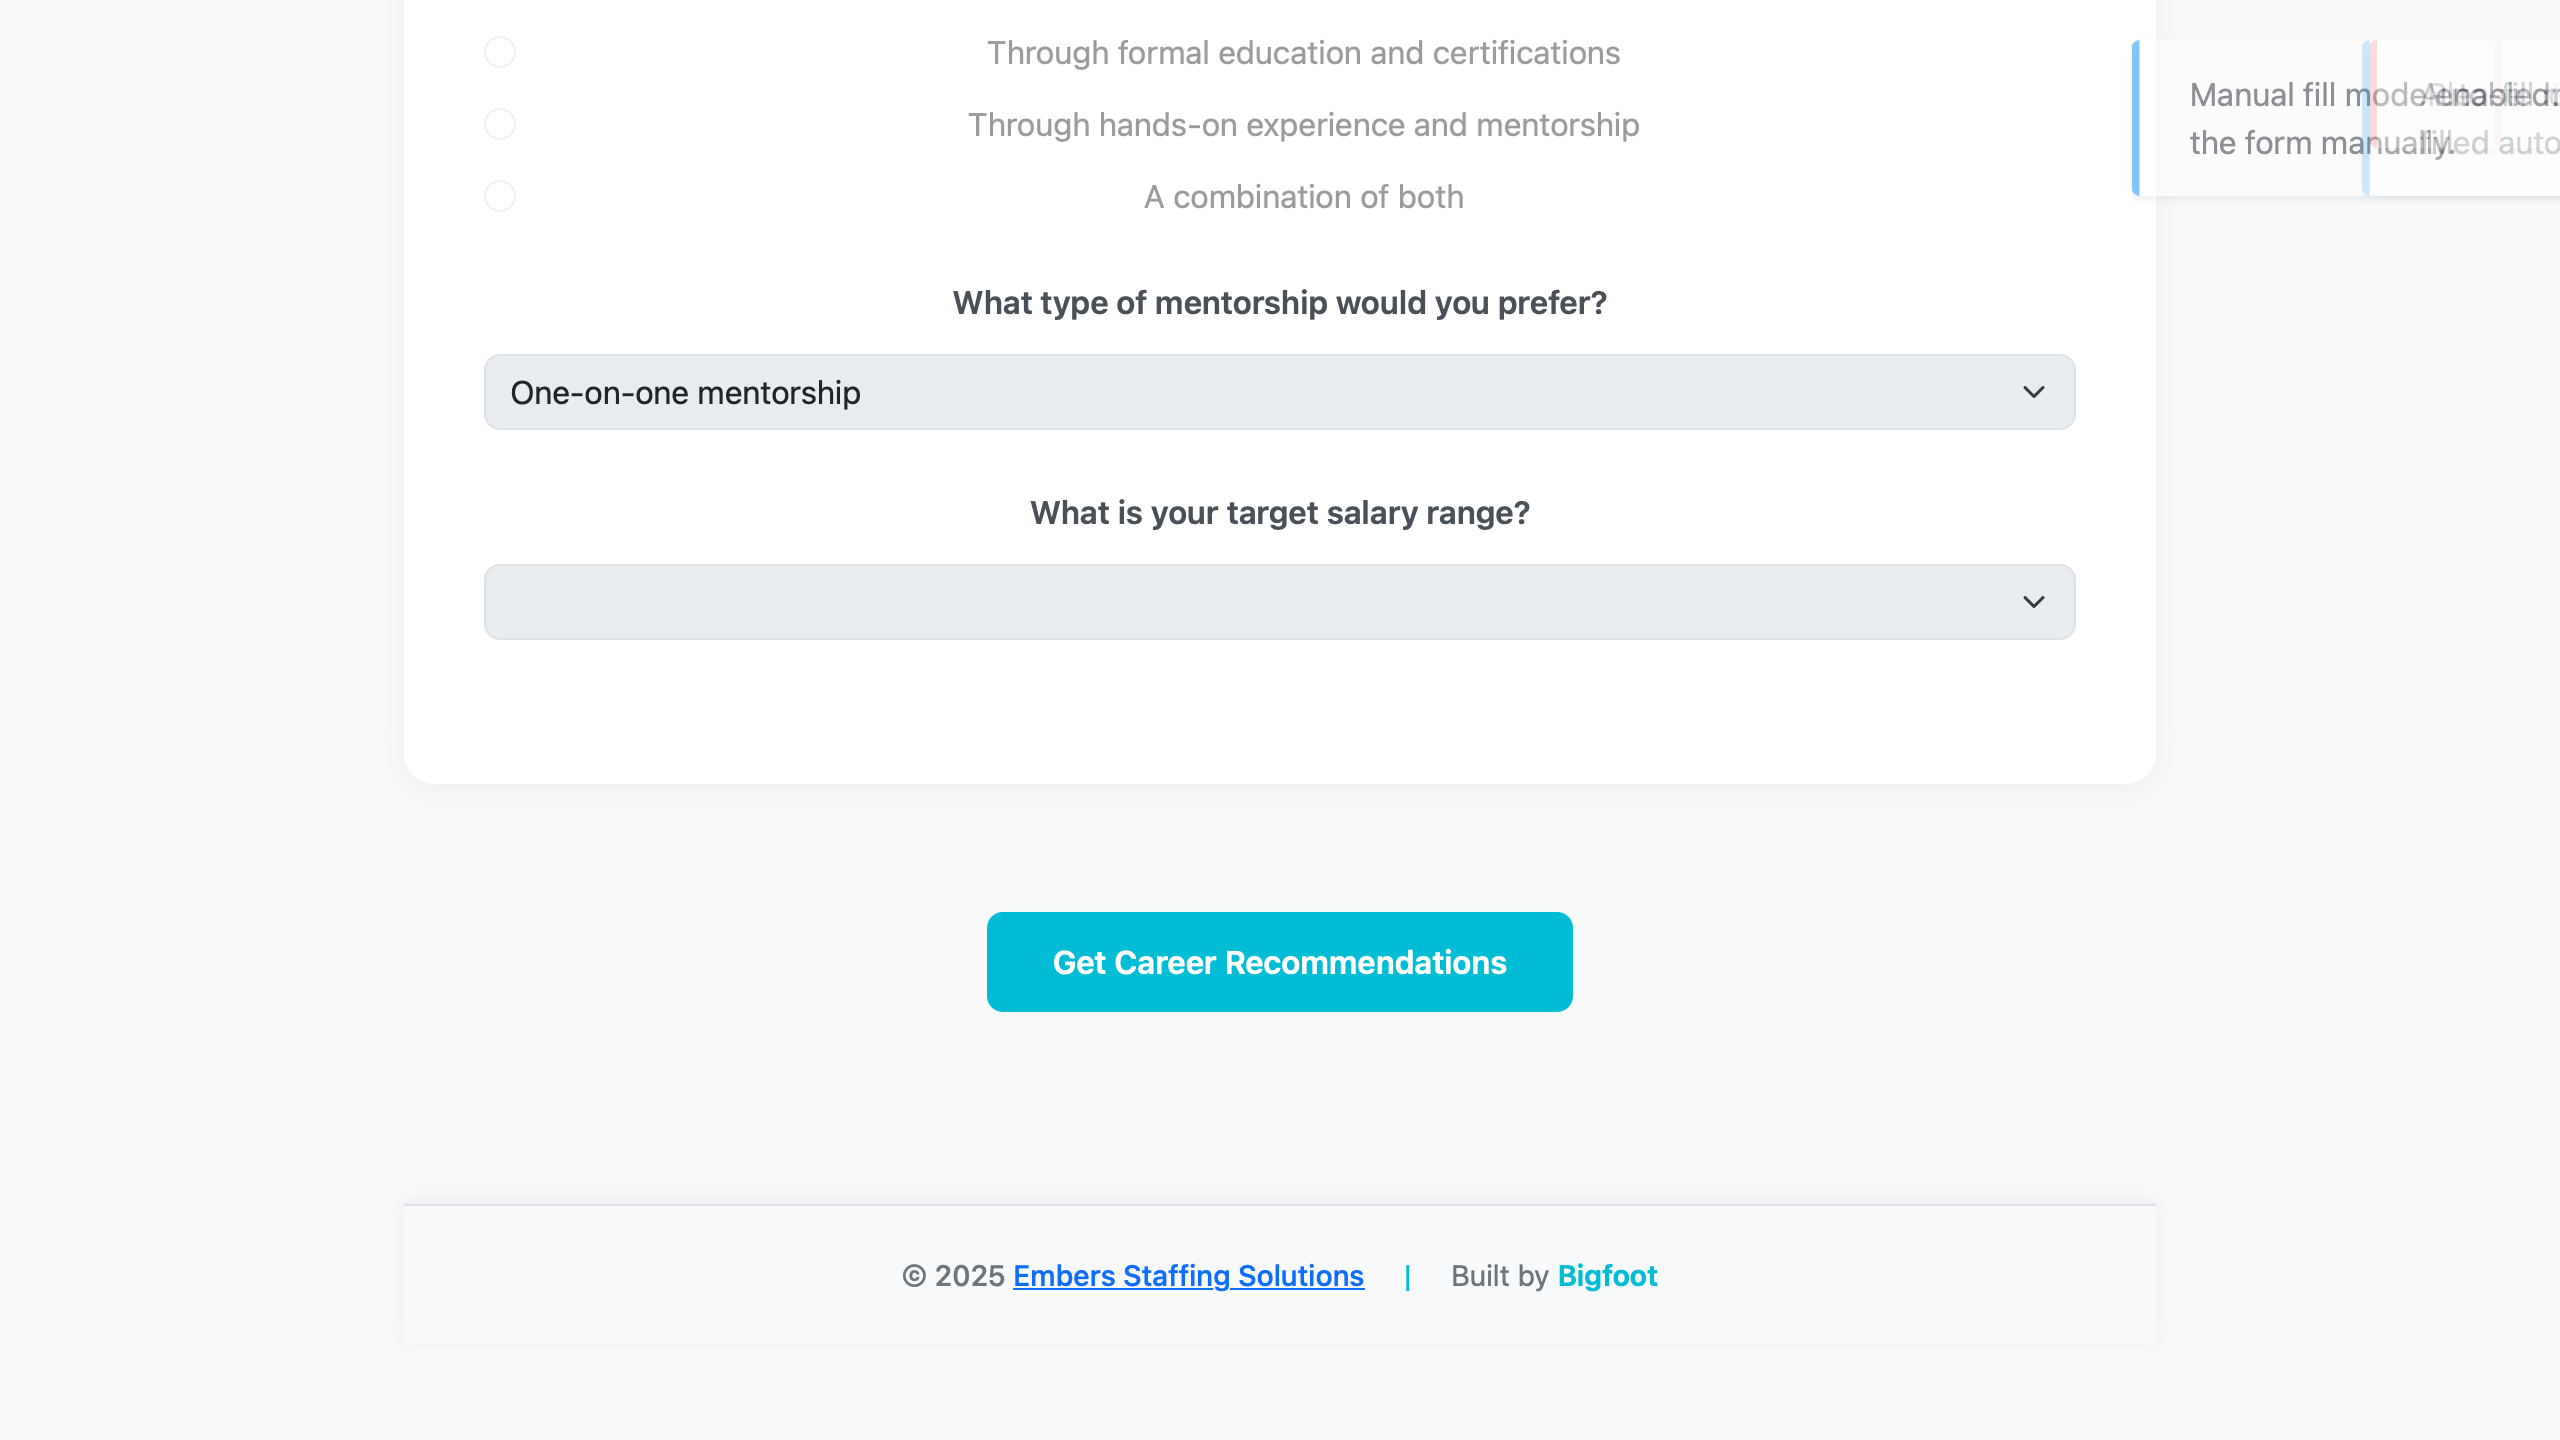 Through formal education and certifications
Through hands-on experience and mentorship
A combination of both
Manual fill mode enabled.
the form manually.
filled auto
What type of mentorship would you prefer?
One-on-one mentorship
What is your target salary range?
Get Career Recommendations
© 2025 Embers Staffing Solutions | Built by Bigfoot